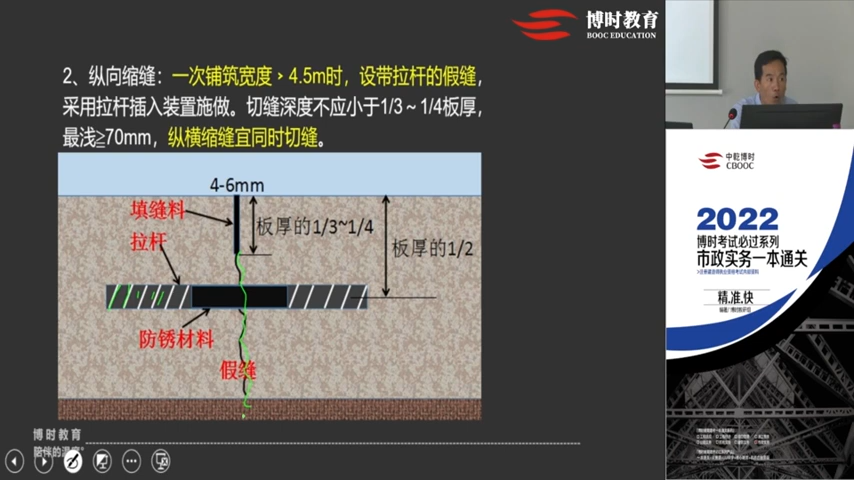 博时教育
BOOC EDUCATION
2、纵向缩缝：一次铺筑宽度﹥4.5m时，设带拉杆的假缝，
采用拉杆插入装置施做。切缝深度不应小于1/3～1/4板厚，
最浅≧70mm，纵横缩缝宜同时切缝。
4-6mm
填缝料
板厚的1/3~1/4
拉杆
板厚的1/2
防锈材料
假缝
博时教育
陪伴的温度
中乾博时
CBOOC
2022
博时考试必过系列
市政实务一本通关
精.准.快